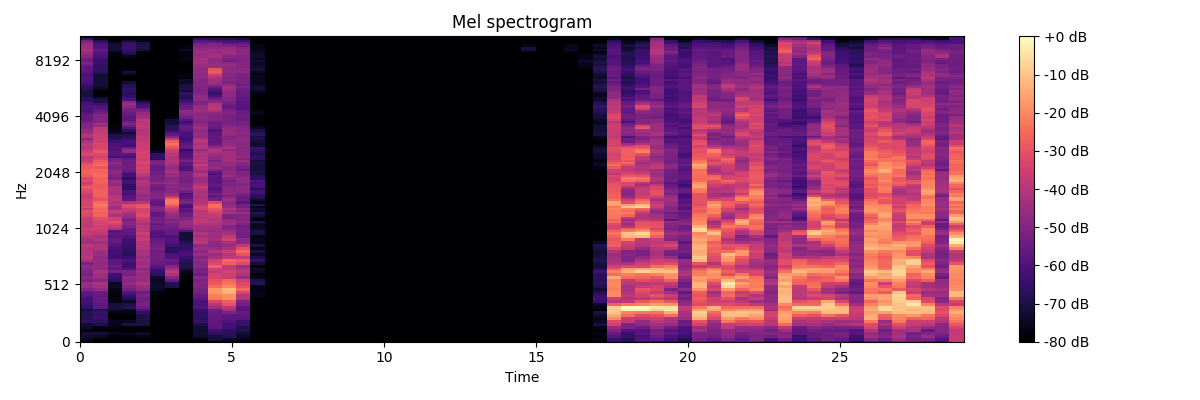 Mel spectrogram
+0 dB
8192
-10 dB
4096
-20 dB
-30 dB
2048
Hz
-40 dB
1024
-50 dB
-60 dB
512
-70 dB
0
-80 dB
0 5 10 15 20 25
Time